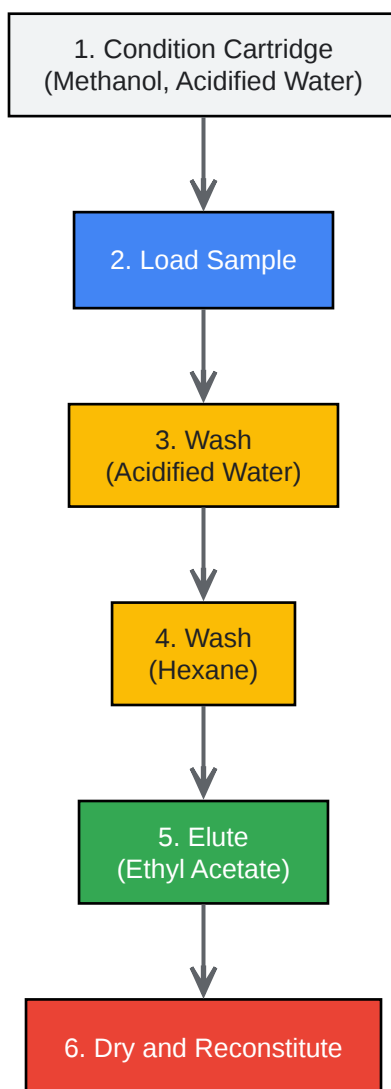 1. Condition Cartridge
(Methanol, Acidified Water)
2. Load Sample
3. Wash
(Acidified Water)
4. Wash
(Hexane)
5. Elute
(Ethyl Acetate)
6. Dry and Reconstitute